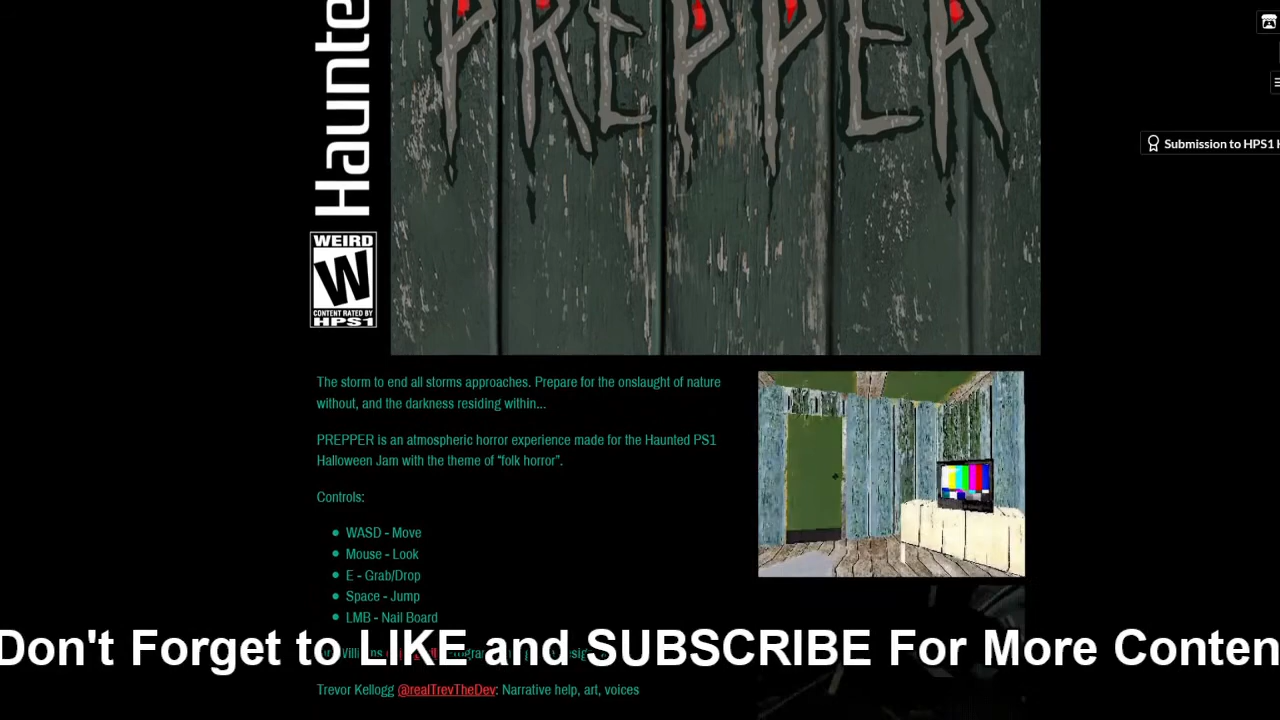 Haunte
PREPPER
WEIRD
W
CONTENT RATED BY
HPS1
Submission to HPS1 H
The storm to end all storms approaches. Prepare for the onslaught of nature
without, and the darkness residing within...
PREPPER is an atmospheric horror experience made for the Haunted PS1
Halloween Jam with the theme of “folk horror”.
Controls:
WASD - Move
Mouse - Look
E - Grab/Drop
Space - Jump
LMB - Nail Board
Don't Forget to LIKE and SUBSCRIBE For More Conten
Trevor Kellogg @realTrevTheDev: Narrative help, art, voices